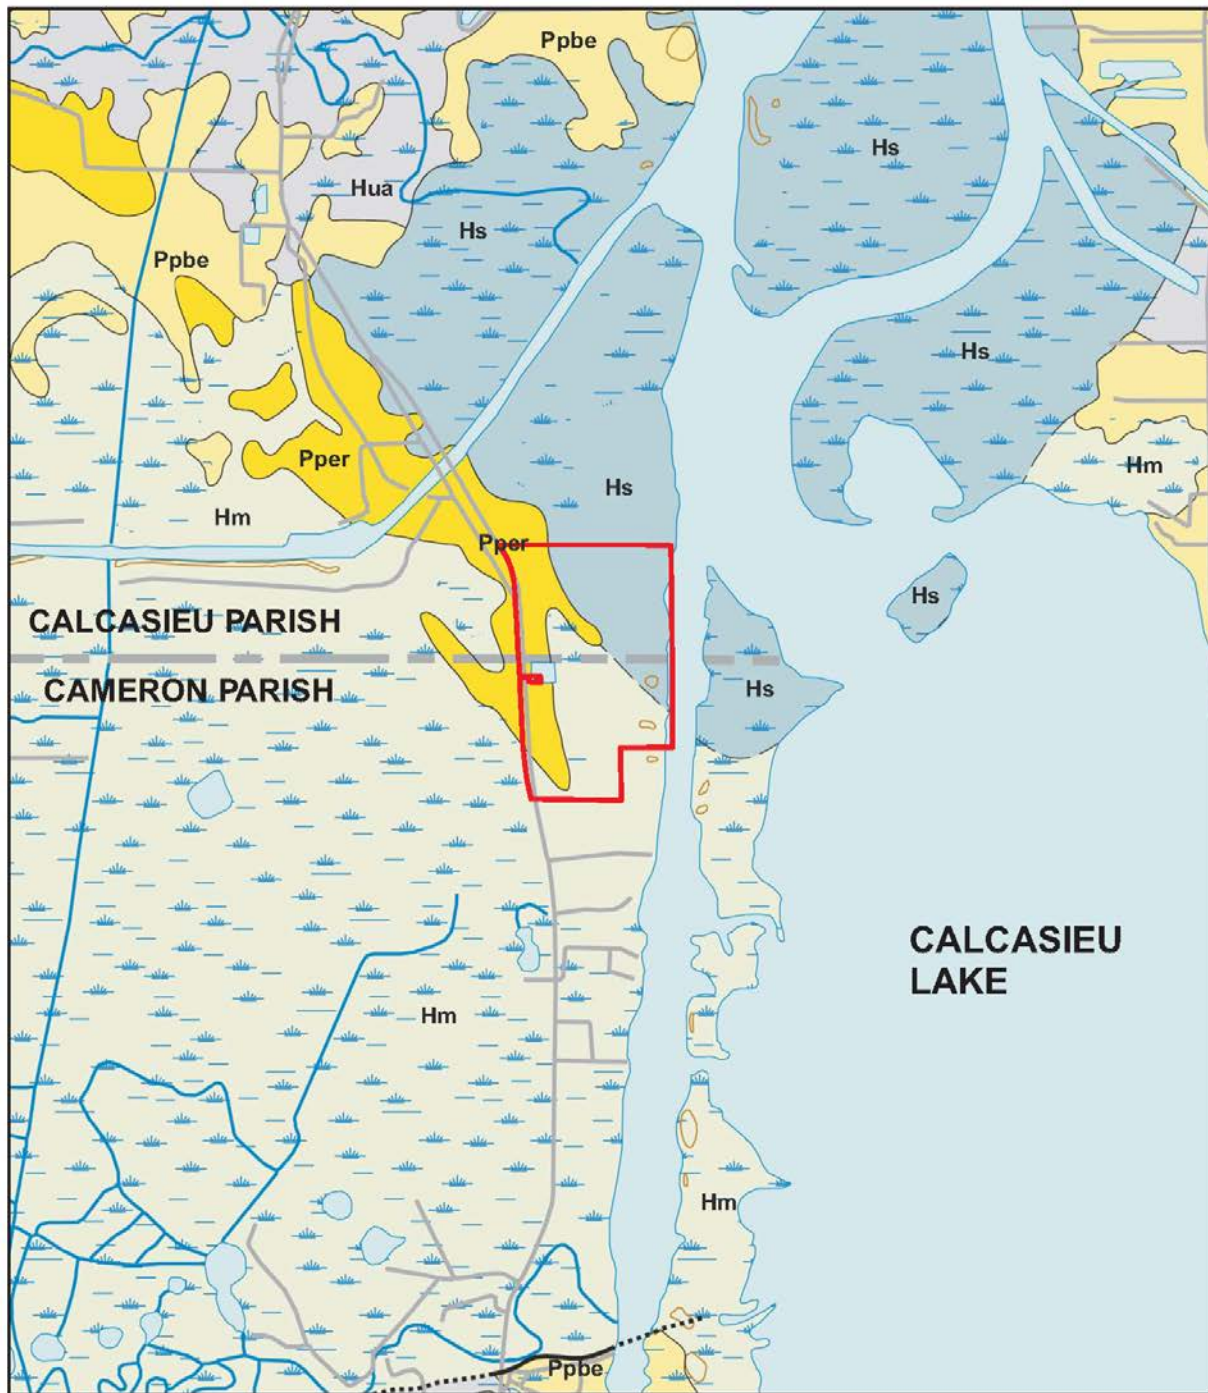 Ppbe
Hs
Hua
Hs
Ppbe
Hs
Pper
Hm
Hs
Hm
Pper
Hs
CALCASIEU PARISH
CAMERON PARISH
Hs
CALCASIEU
LAKE
Hm
Hm
Ppbe